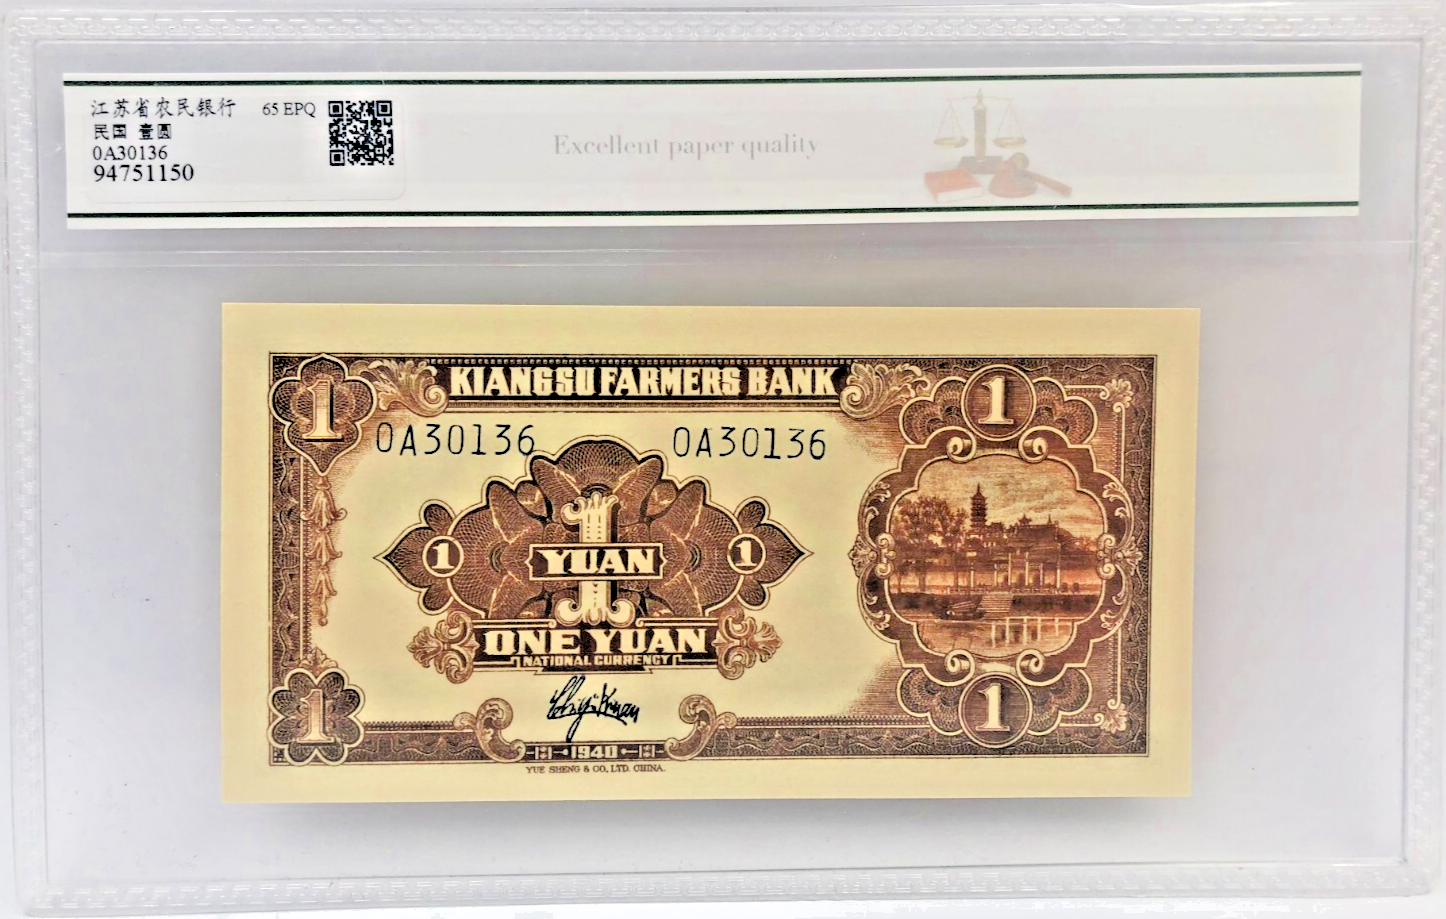 江苏省农民银行 65 EPQ
民国 壹圆
0A30136
94751150
Excellent paper quality
1 KIANGSU FARMERS BANK 1
0A30136 0A30136
1 1 YUAN 1
ONE YUAN
NATIONAL CURRENCY
1 1
1940
YUE SHENG & CO, LTD. CHINA.